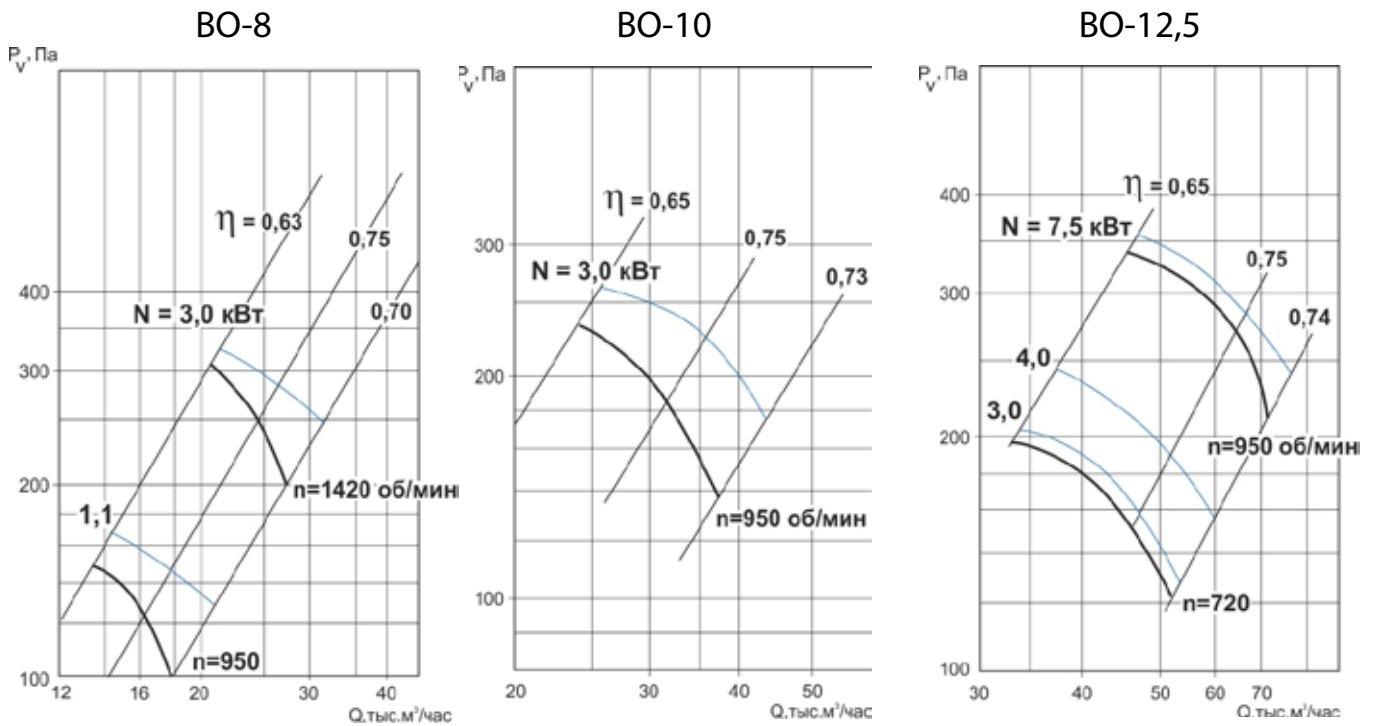 ВО-8
P_v, Па
η = 0,63
0,75
0,70
400
N = 3,0 кВт
300
200
n=1420 об/мин
1,1
n=950
100
12 16 20 30 40
Q,тыс.м³/час
ВО-10
P_v, Па
η = 0,65
0,75
0,73
300
N = 3,0 кВт
200
n=950 об/мин
100
20 30 40 50
Q,тыс.м³/час
ВО-12,5
P_v, Па
400
η = 0,65
N = 7,5 кВт
0,75
300
0,74
4,0
3,0
200
n=950 об/мин
n=720
100
30 40 50 60 70
Q,тыс.м³/час